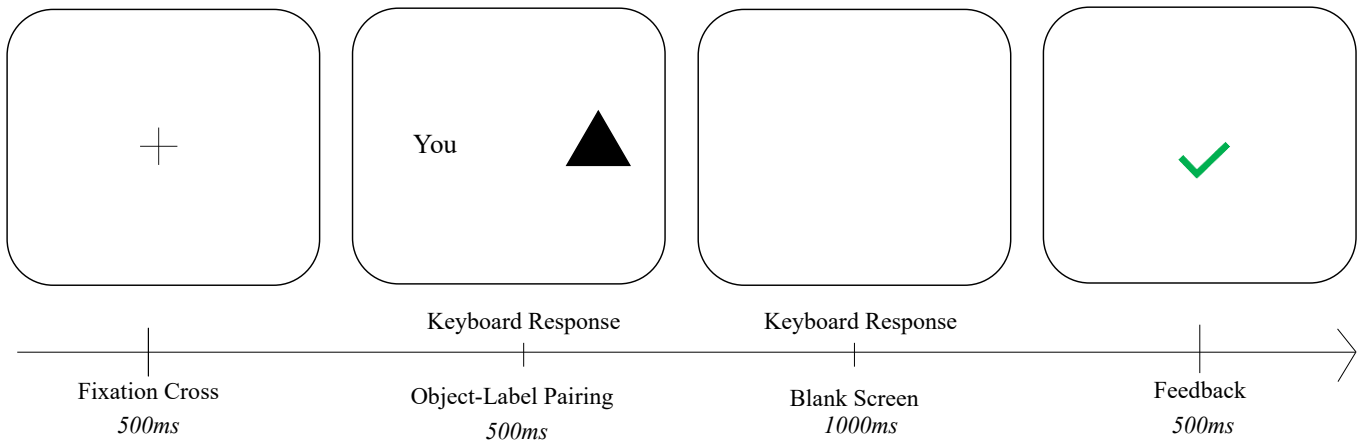 You
Keyboard Response
Keyboard Response
Fixation Cross
500ms
Object-Label Pairing
500ms
Blank Screen
1000ms
Feedback
500ms